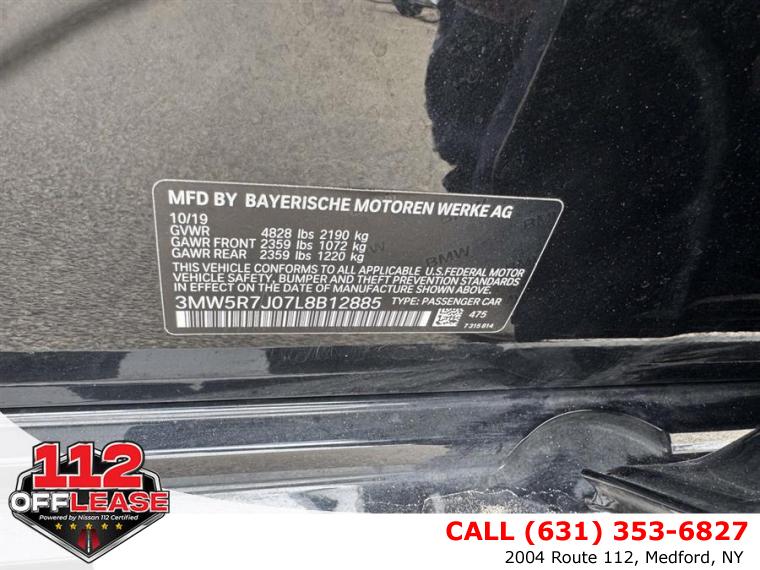 MFD BY BAYERISCHE MOTOREN WERKE AG
10/19
GVWR 4828 lbs 2190 kg
GAWR FRONT 2359 lbs 1072 kg
GAWR REAR 2359 lbs 1220 kg
THIS VEHICLE CONFORMS TO ALL APPLICABLE U.S.FEDERAL MOTOR
VEHICLE SAFETY, BUMPER AND THEFT PREVENTION STANDARDS
IN EFFECT ON THE DATE OF MANUFACTURE SHOWN ABOVE.
3MW5R7J07L8B12885 TYPE: PASSENGER CAR
475
7315814
BMW
BMW
112
OFFLEASE
Powered by Nissan 112 Certified
CALL (631) 353-6827
2004 Route 112, Medford, NY